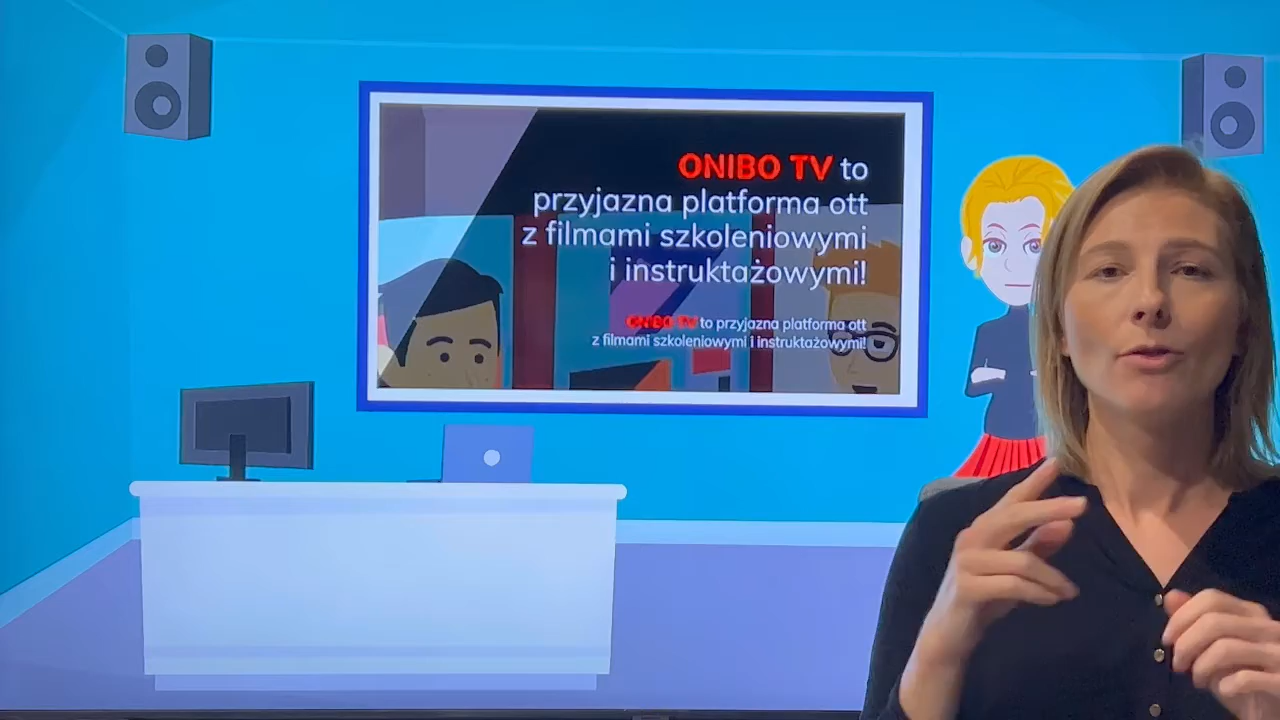 ONIBO TV to
przyjazna platforma ott
z filmami szkoleniowymi
i instruktażowymi!
ONIBO TV to przyjazna platforma ott
z filmami szkoleniowymi i instruktażowymi!